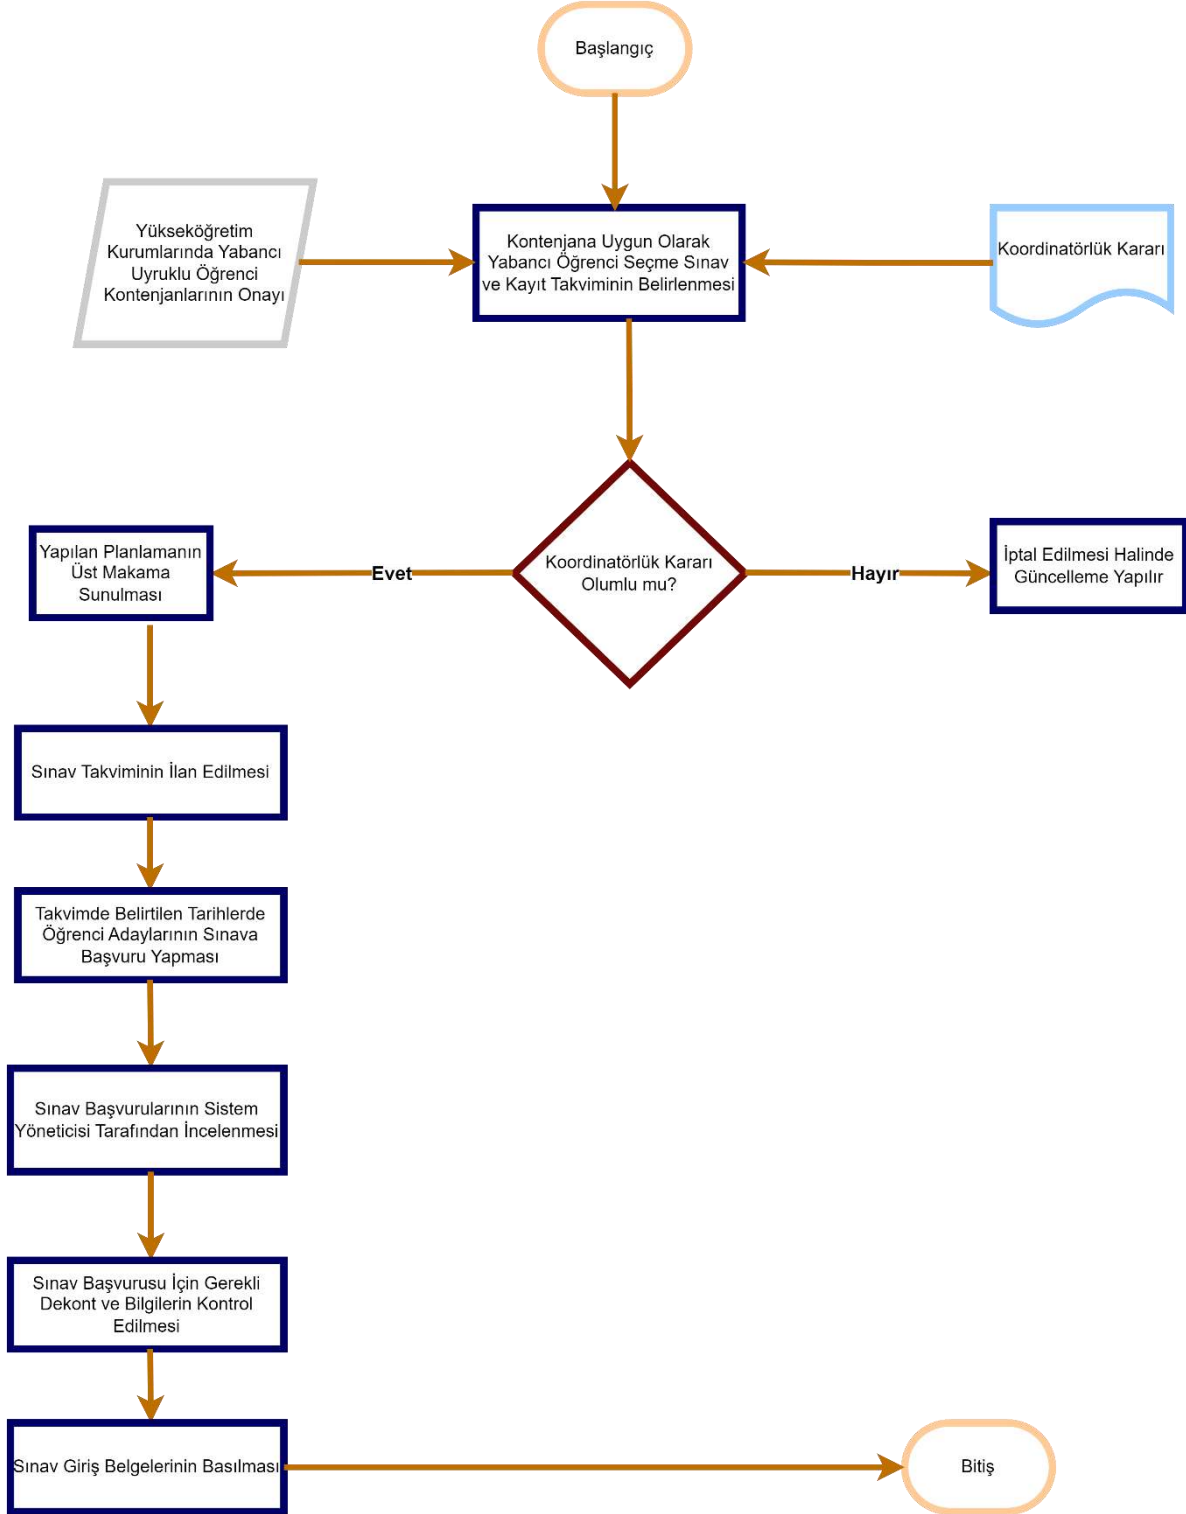 Başlangıç
Yükseköğretim
Kurumlarında Yabancı
Uyruklu Öğrenci
Kontenjanlarının Onayı
Kontenjana Uygun Olarak
Yabancı Öğrenci Seçme Sınav
ve Kayıt Takviminin Belirlenmesi
Koordinatörlük Kararı
Yapılan Planlamanın
Üst Makama
Sunulması
Evet
Koordinatörlük Kararı
Olumlu mu?
Hayır
İptal Edilmesi Halinde
Güncelleme Yapılır
Sınav Takviminin İlan Edilmesi
Takvimde Belirtilen Tarihlerde
Öğrenci Adaylarının Sınava
Başvuru Yapması
Sınav Başvurularının Sistem
Yöneticisi Tarafından İncelenmesi
Sınav Başvurusu İçin Gerekli
Dekont ve Bilgilerin Kontrol
Edilmesi
Sınav Giriş Belgelerinin Basılması
Bitiş